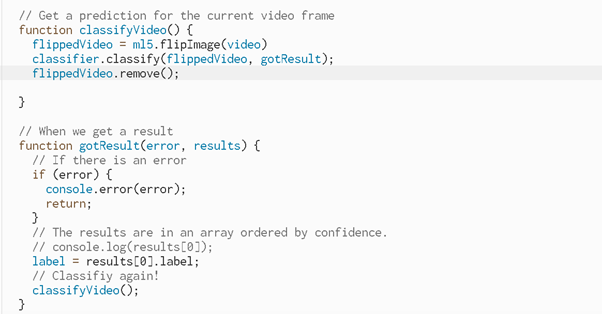 // Get a prediction for the current video frame
function classifyVideo() {
  flippedVideo = ml5.flipImage(video)
  classifier.classify(flippedVideo, gotResult);
  flippedVideo.remove();
}
// When we get a result
function gotResult(error, results) {
  // If there is an error
  if (error) {
    console.error(error);
    return;
  }
  // The results are in an array ordered by confidence.
  // console.log(results[0]);
  label = results[0].label;
  // Classifiy again!
  classifyVideo();
}